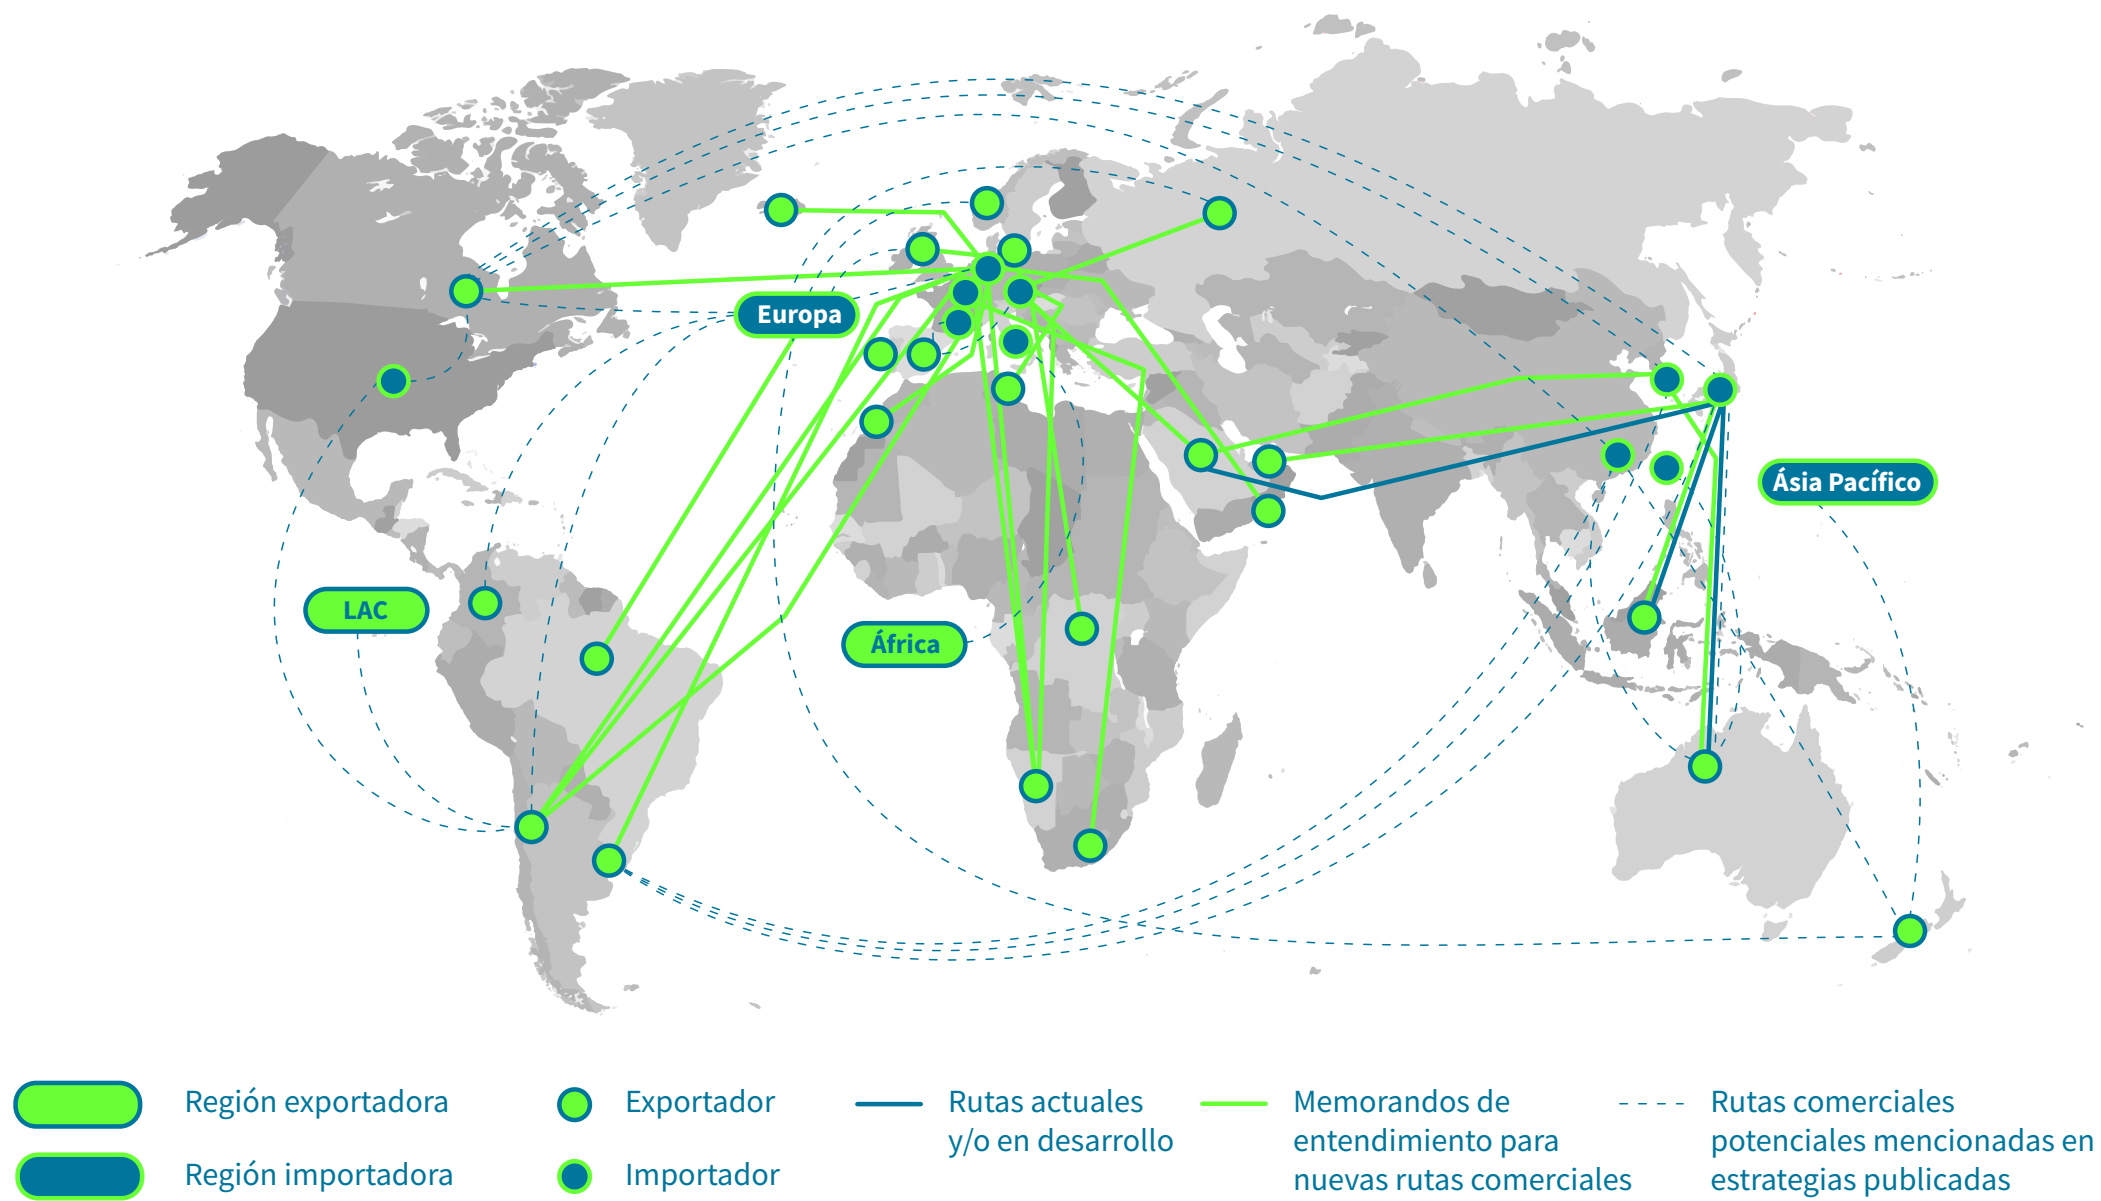 Europa
Ásia Pacífico
LAC
África
Región exportadora
Exportador
Rutas actuales
y/o en desarrollo
Memorandos de
entendimiento para
nuevas rutas comerciales
Rutas comerciales
potenciales mencionadas en
estrategias publicadas
Región importadora
Importador